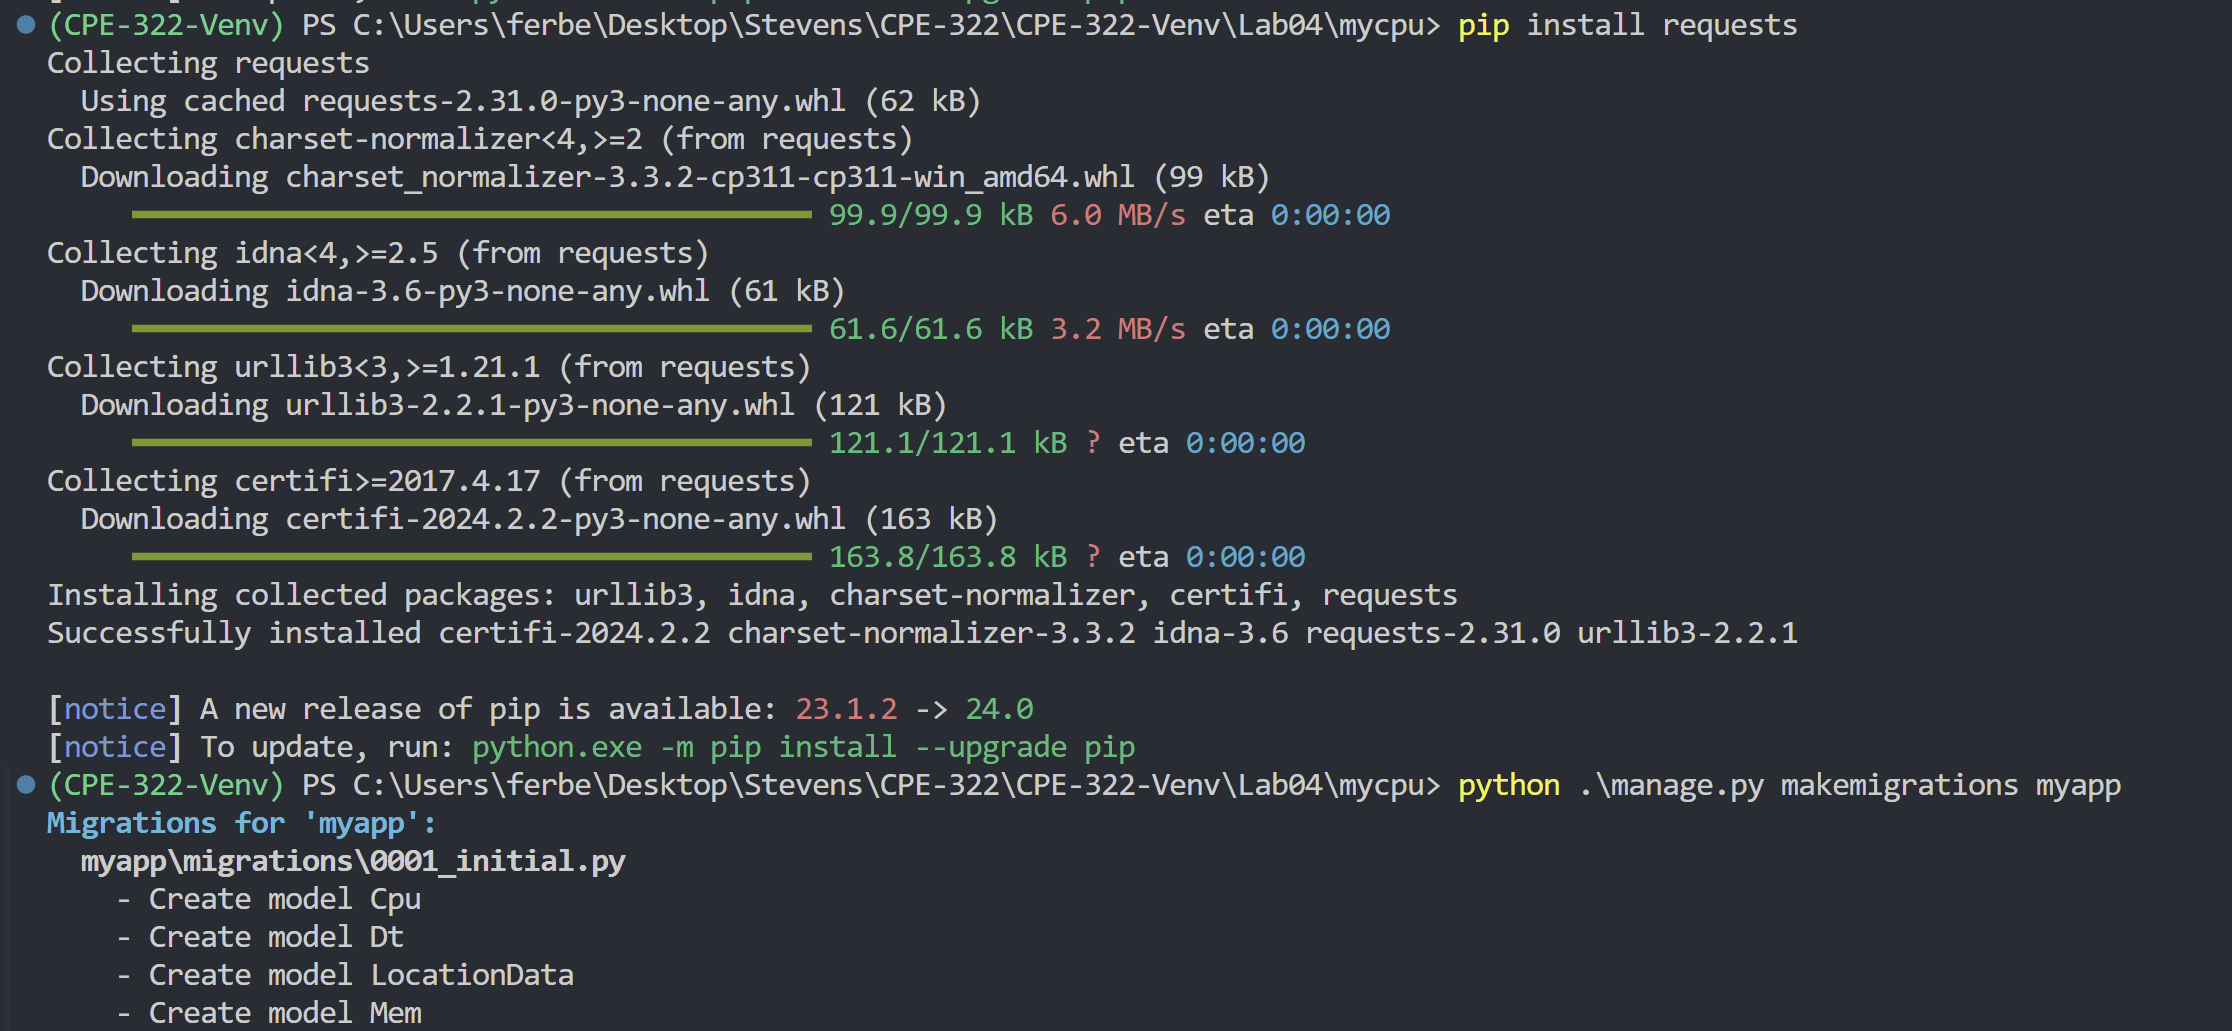 (CPE-322-Venv) PS C:\Users\ferbe\Desktop\Stevens\CPE-322\CPE-322-Venv\Lab04\mycpu> pip install requests
Collecting requests
  Using cached requests-2.31.0-py3-none-any.whl (62 kB)
Collecting charset-normalizer<4,>=2 (from requests)
  Downloading charset_normalizer-3.3.2-cp311-cp311-win_amd64.whl (99 kB)
     99.9/99.9 kB 6.0 MB/s eta 0:00:00
Collecting idna<4,>=2.5 (from requests)
  Downloading idna-3.6-py3-none-any.whl (61 kB)
     61.6/61.6 kB 3.2 MB/s eta 0:00:00
Collecting urllib3<3,>=1.21.1 (from requests)
  Downloading urllib3-2.2.1-py3-none-any.whl (121 kB)
     121.1/121.1 kB ? eta 0:00:00
Collecting certifi>=2017.4.17 (from requests)
  Downloading certifi-2024.2.2-py3-none-any.whl (163 kB)
     163.8/163.8 kB ? eta 0:00:00
Installing collected packages: urllib3, idna, charset-normalizer, certifi, requests
Successfully installed certifi-2024.2.2 charset-normalizer-3.3.2 idna-3.6 requests-2.31.0 urllib3-2.2.1

[notice] A new release of pip is available: 23.1.2 -> 24.0
[notice] To update, run: python.exe -m pip install --upgrade pip
(CPE-322-Venv) PS C:\Users\ferbe\Desktop\Stevens\CPE-322\CPE-322-Venv\Lab04\mycpu> python .\manage.py makemigrations myapp
Migrations for 'myapp':
  myapp\migrations\0001_initial.py
    - Create model Cpu
    - Create model Dt
    - Create model LocationData
    - Create model Mem